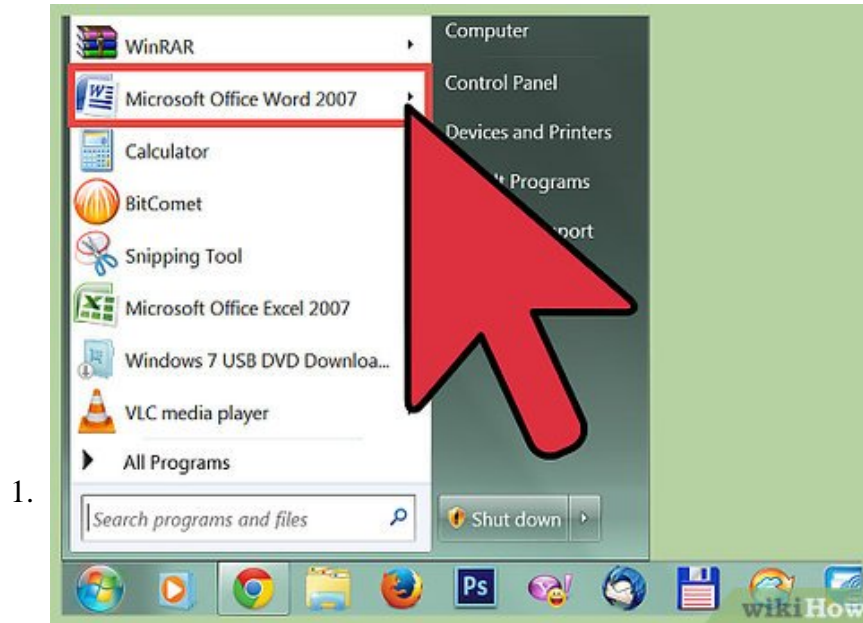 WinRAR
Microsoft Office Word 2007
Calculator
BitComet
Snipping Tool
Microsoft Office Excel 2007
Windows 7 USB DVD Downloa...
VLC media player
All Programs
Search programs and files
Computer
Control Panel
Devices and Printers
Programs
Shut down
1.
Ps
wikiHow